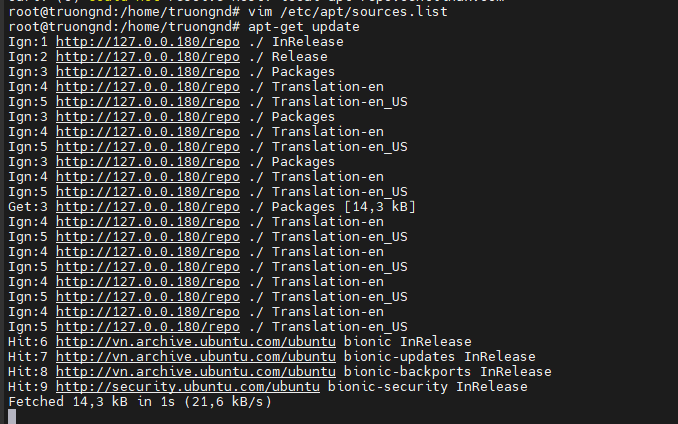 root@truongnd:/home/truongnd# vim /etc/apt/sources.list
root@truongnd:/home/truongnd# apt-get update
Ign:1 http://127.0.0.180/repo ./ InRelease
Ign:2 http://127.0.0.180/repo ./ Release
Ign:3 http://127.0.0.180/repo ./ Packages
Ign:4 http://127.0.0.180/repo ./ Translation-en
Ign:5 http://127.0.0.180/repo ./ Translation-en_US
Ign:3 http://127.0.0.180/repo ./ Packages
Ign:4 http://127.0.0.180/repo ./ Translation-en
Ign:5 http://127.0.0.180/repo ./ Translation-en_US
Ign:3 http://127.0.0.180/repo ./ Packages
Ign:4 http://127.0.0.180/repo ./ Translation-en
Ign:5 http://127.0.0.180/repo ./ Translation-en_US
Get:3 http://127.0.0.180/repo ./ Packages [14,3 kB]
Ign:4 http://127.0.0.180/repo ./ Translation-en
Ign:5 http://127.0.0.180/repo ./ Translation-en_US
Ign:4 http://127.0.0.180/repo ./ Translation-en
Ign:5 http://127.0.0.180/repo ./ Translation-en_US
Ign:4 http://127.0.0.180/repo ./ Translation-en
Ign:5 http://127.0.0.180/repo ./ Translation-en_US
Ign:4 http://127.0.0.180/repo ./ Translation-en
Ign:5 http://127.0.0.180/repo ./ Translation-en_US
Hit:6 http://vn.archive.ubuntu.com/ubuntu bionic InRelease
Hit:7 http://vn.archive.ubuntu.com/ubuntu bionic-updates InRelease
Hit:8 http://vn.archive.ubuntu.com/ubuntu bionic-backports InRelease
Hit:9 http://security.ubuntu.com/ubuntu bionic-security InRelease
Fetched 14,3 kB in 1s (21,6 kB/s)